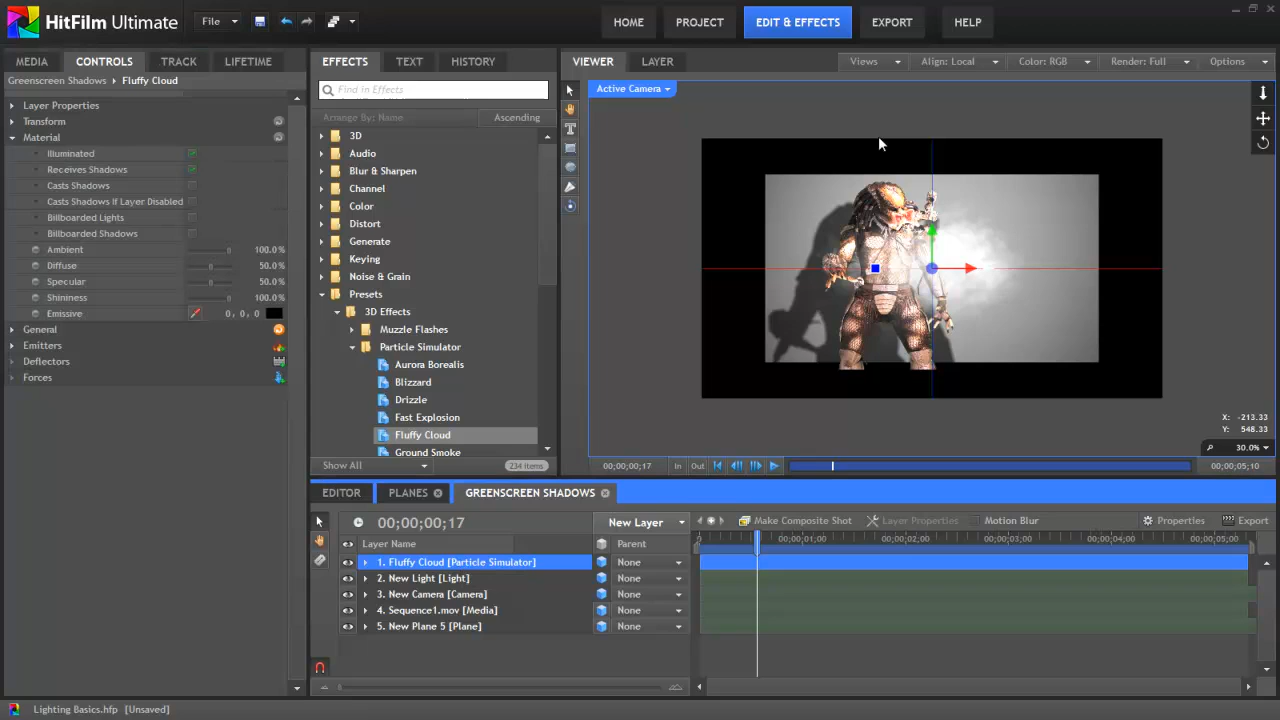 HitFilm Ultimate
File
HOME
PROJECT
EDIT & EFFECTS
EXPORT
HELP
MEDIA
CONTROLS
TRACK
LIFETIME
Greenscreen Shadows
Fluffy Cloud
Layer Properties
Transform
Material
Illuminated
Receives Shadows
Casts Shadows
Casts Shadows If Layer Disabled
Billboarded Lights
Billboarded Shadows
Ambient 100.0%
Diffuse 50.0%
Specular 50.0%
Shininess 100.0%
Emissive 0, 0, 0
General
Emitters
Deflectors
Forces
EFFECTS
TEXT
HISTORY
Find in Effects
Arrange By: Name
Ascending
3D
Audio
Blur & Sharpen
Channel
Color
Distort
Generate
Keying
Noise & Grain
Presets
3D Effects
Muzzle Flashes
Particle Simulator
Aurora Borealis
Blizzard
Drizzle
Fast Explosion
Fluffy Cloud
Ground Smoke
Show All
234 items
VIEWER
LAYER
Views
Align: Local
Color: RGB
Render: Full
Options
Active Camera
X: -213.33
Y: 548.33
30.0%
00;00;00;17
In
Out
00;00;05;10
EDITOR
PLANES
GREENSCREEN SHADOWS
00;00;00;17
New Layer
Make Composite Shot
Layer Properties
Motion Blur
Properties
Export
Layer Name
Parent
0
00;00;01;00
00;00;02;00
00;00;03;00
00;00;04;00
00;00;05;00
1. Fluffy Cloud [Particle Simulator] None
2. New Light [Light] None
3. New Camera [Camera] None
4. Sequence1.mov [Media] None
5. New Plane 5 [Plane] None
Lighting Basics.hfp [Unsaved]